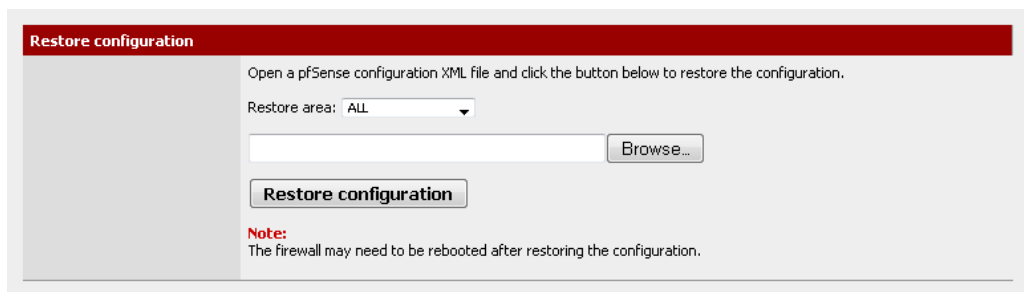 Restore configuration
Open a pfSense configuration XML file and click the button below to restore the configuration.
Restore area: ALL
Browse...
Restore configuration
Note:
The firewall may need to be rebooted after restoring the configuration.